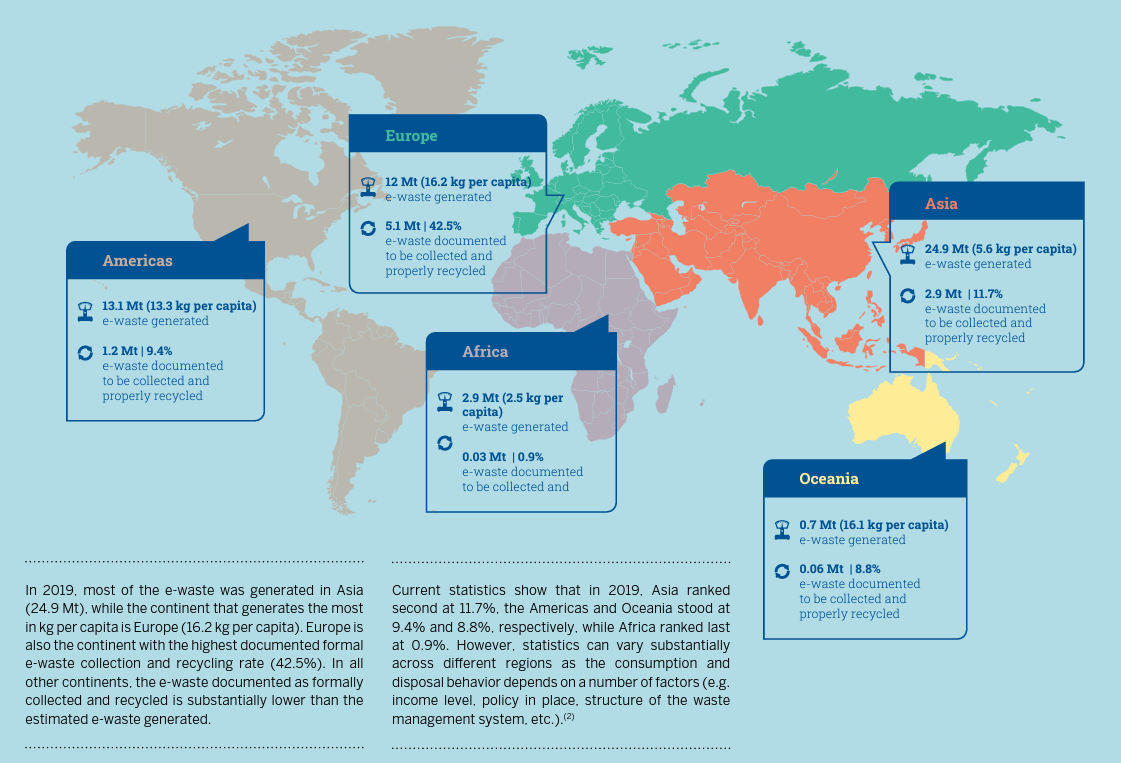 Europe
12 Mt (16.2 kg per capita)
e-waste generated
5.1 Mt | 42.5%
e-waste documented
to be collected and
properly recycled
Asia
24.9 Mt (5.6 kg per capita)
e-waste generated
2.9 Mt | 11.7%
e-waste documented
to be collected and
properly recycled
Americas
13.1 Mt (13.3 kg per capita)
e-waste generated
1.2 Mt | 9.4%
e-waste documented
to be collected and
properly recycled
Africa
2.9 Mt (2.5 kg per
capita)
e-waste generated
0.03 Mt | 0.9%
e-waste documented
to be collected and
Oceania
0.7 Mt (16.1 kg per capita)
e-waste generated
0.06 Mt | 8.8%
e-waste documented
to be collected and
properly recycled
In 2019, most of the e-waste was generated in Asia
(24.9 Mt), while the continent that generates the most
in kg per capita is Europe (16.2 kg per capita). Europe is
also the continent with the highest documented formal
e-waste collection and recycling rate (42.5%). In all
other continents, the e-waste documented as formally
collected and recycled is substantially lower than the
estimated e-waste generated.
Current statistics show that in 2019, Asia ranked
second at 11.7%, the Americas and Oceania stood at
9.4% and 8.8%, respectively, while Africa ranked last
at 0.9%. However, statistics can vary substantially
across different regions as the consumption and
disposal behavior depends on a number of factors (e.g.
income level, policy in place, structure of the waste
management system, etc.).(2)